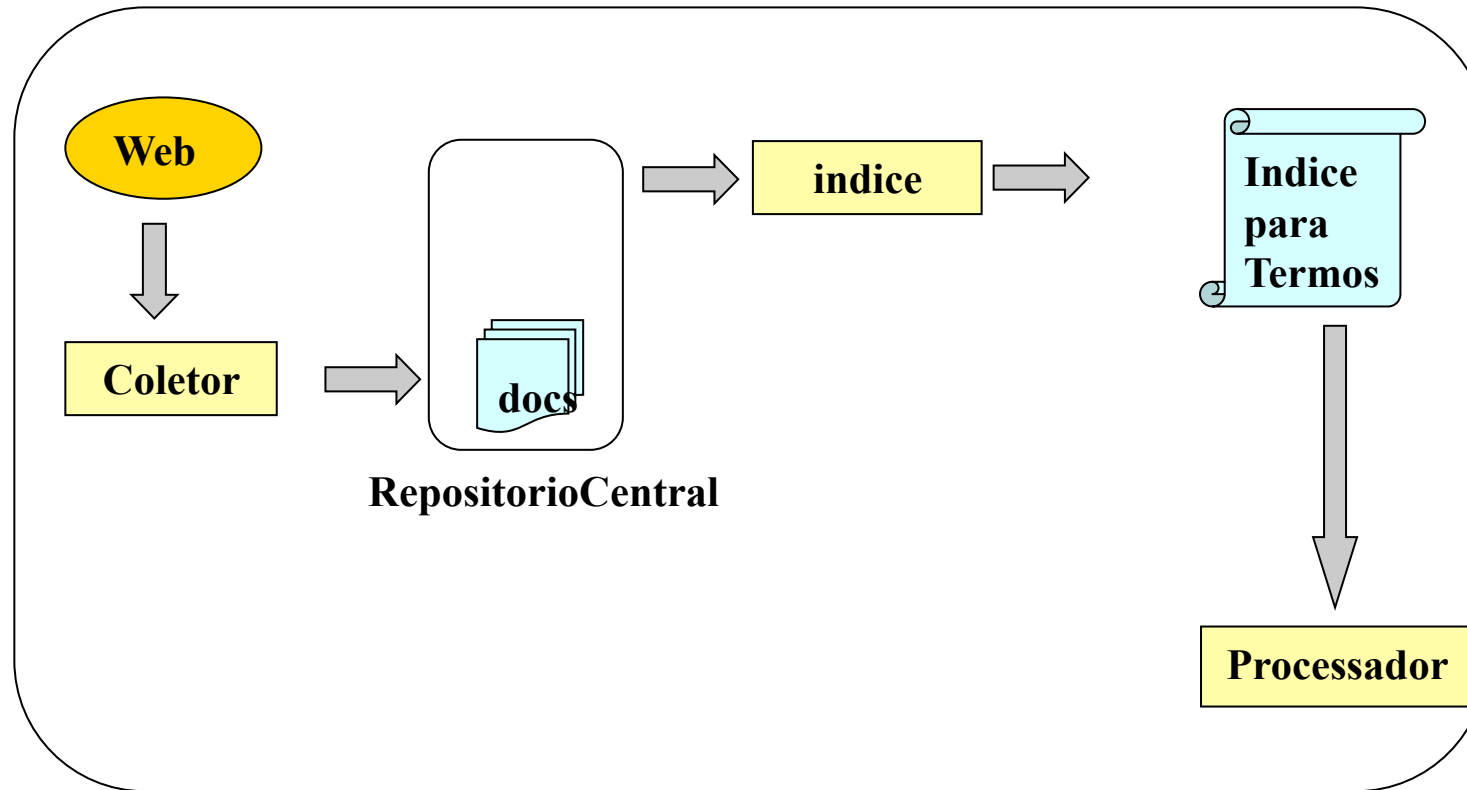 Web
Coletor
docs
RepositorioCentral
indice
Indice
para
Termos
Processador